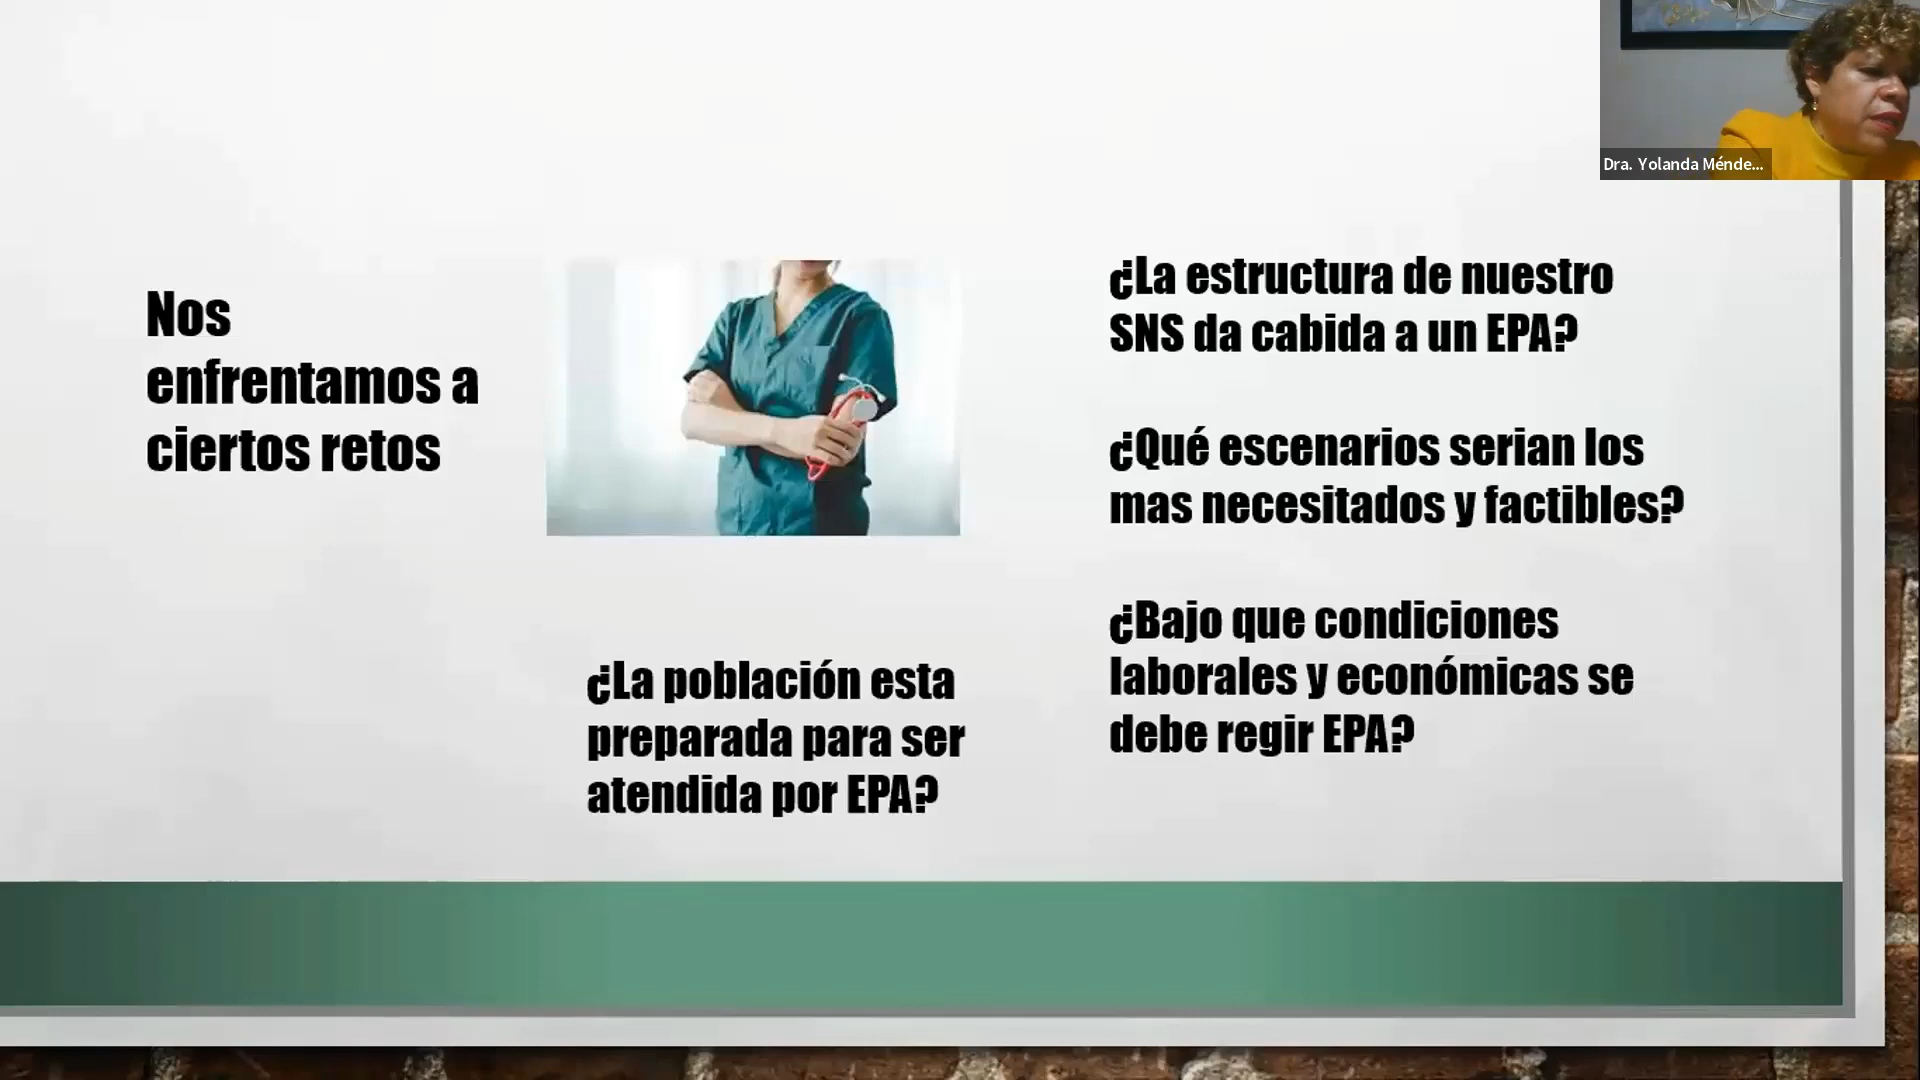 Dra. Yolanda Ménde...
Nos
enfrentamos a
ciertos retos
¿La población esta
preparada para ser
atendida por EPA?
¿La estructura de nuestro
SNS da cabida a un EPA?
¿Qué escenarios serian los
mas necesitados y factibles?
¿Bajo que condiciones
laborales y económicas se
debe regir EPA?